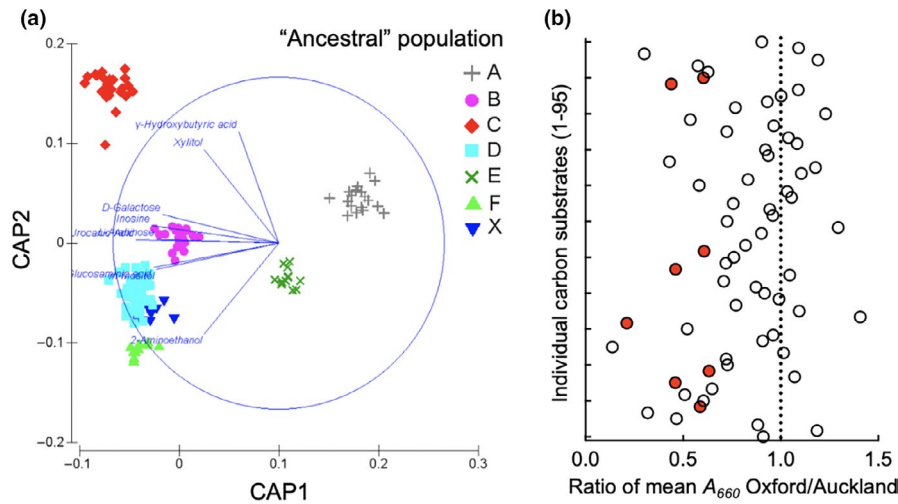 (a)
"Ancestral" population
A
B
C
D
E
F
X
γ-Hydroxybutyric acid
Xylitol
D-Galactose
Inosine
2-Aminoethanol
CAP2
0.2
0.1
0
−0.1
−0.2
−0.1
0
0.1
0.2
0.3
CAP1
(b)
Individual carbon substrates (1-95)
0.0
0.5
1.0
1.5
Ratio of mean A660 Oxford/Auckland